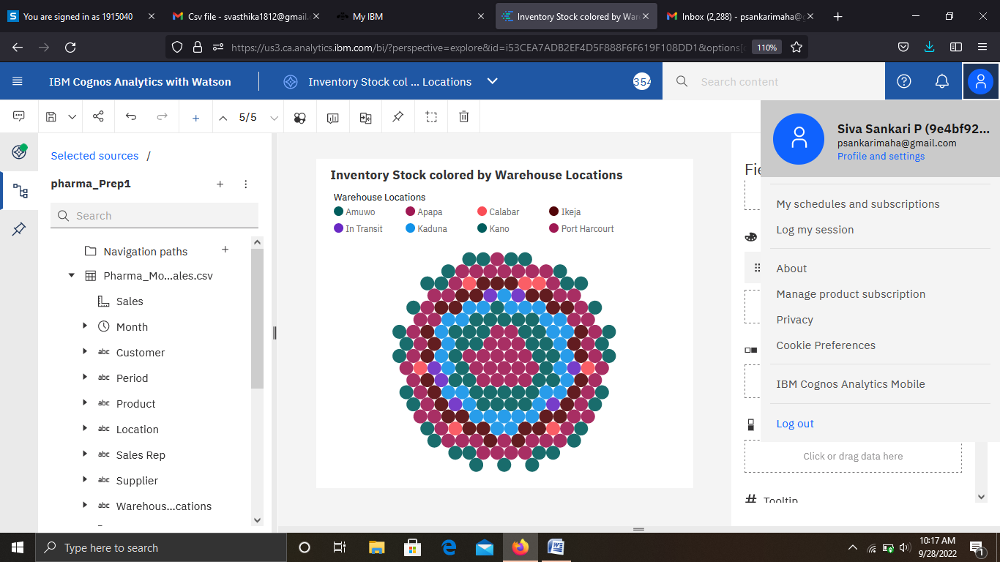 You are signed in as 1915040
Csv file - svasthika1812@gmail.c
My IBM
Inventory Stock colored by War
Inbox (2,288) - psankarimaha@g
https://us3.ca.analytics.ibm.com/bi/?perspective=explore&id=i53CEA7ADB2EF4D5F888F6F619F108DD1&options[c
110%
IBM Cognos Analytics with Watson
Inventory Stock col ... Locations
354
Search content
5/5
Siva Sankari P (9e4bf92...
psankarimaha@gmail.com
Profile and settings
My schedules and subscriptions
Log my session
About
Manage product subscription
Privacy
Cookie Preferences
IBM Cognos Analytics Mobile
Log out
Selected sources /
pharma_Prep1
Search
Navigation paths
Pharma_Mo...ales.csv
Sales
Month
abc Customer
abc Period
abc Product
abc Location
abc Sales Rep
abc Supplier
abc Warehous...cations
Inventory Stock colored by Warehouse Locations
Warehouse Locations
Amuwo
Apapa
Calabar
Ikeja
In Transit
Kaduna
Kano
Port Harcourt
Fie
Click or drag data here
Tooltip
Type here to search
10:17 AM
9/28/2022
1